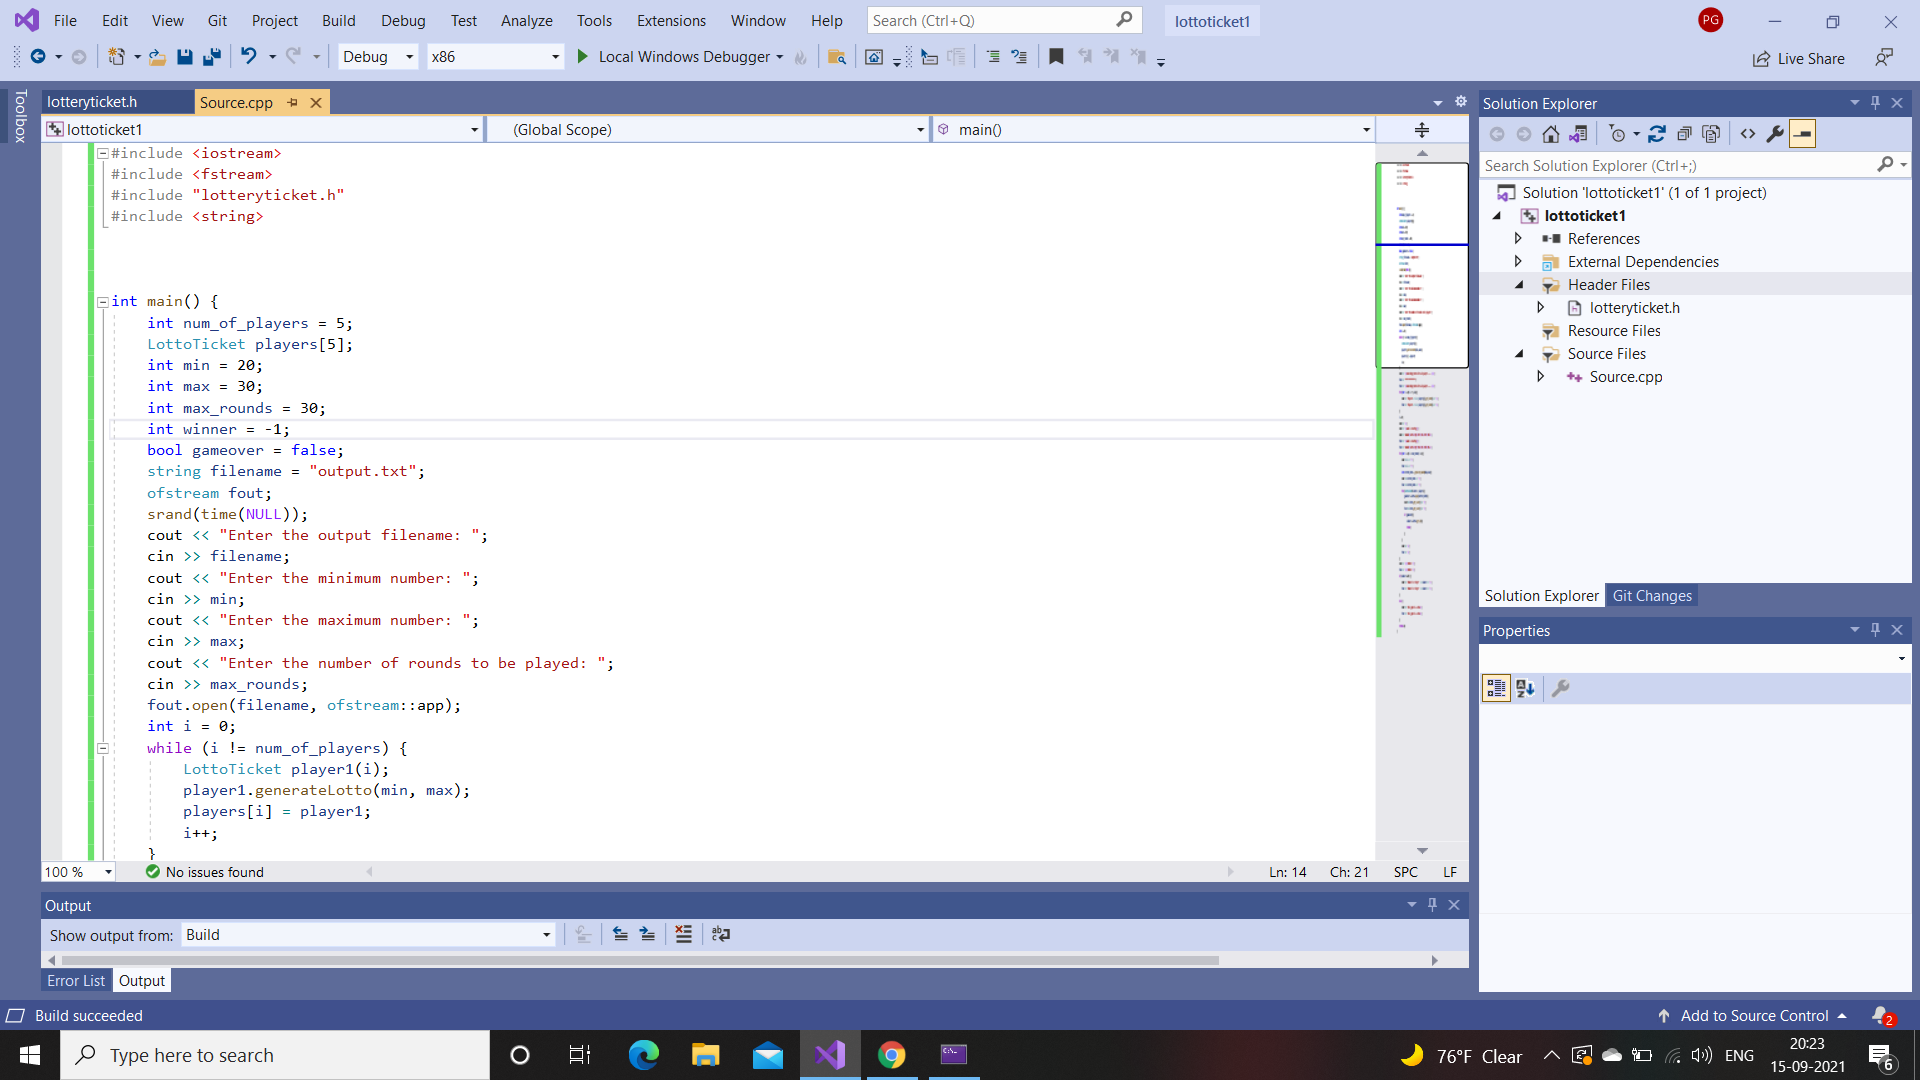 File Edit View Git Project Build Debug Test Analyze Tools Extensions Window Help Search (Ctrl+Q) lottoticket1 PG
Debug x86 Local Windows Debugger Live Share
Toolbox
lotteryticket.h Source.cpp
lottoticket1 (Global Scope) main()
#include <iostream>
#include <fstream>
#include "lotteryticket.h"
#include <string>
int main() {
int num_of_players = 5;
LottoTicket players[5];
int min = 20;
int max = 30;
int max_rounds = 30;
int winner = -1;
bool gameover = false;
string filename = "output.txt";
ofstream fout;
srand(time(NULL));
cout << "Enter the output filename: ";
cin >> filename;
cout << "Enter the minimum number: ";
cin >> min;
cout << "Enter the maximum number: ";
cin >> max;
cout << "Enter the number of rounds to be played: ";
cin >> max_rounds;
fout.open(filename, ofstream::app);
int i = 0;
while (i != num_of_players) {
LottoTicket player1(i);
player1.generateLotto(min, max);
players[i] = player1;
i++;
}
100 % No issues found Ln: 14 Ch: 21 SPC LF
Output
Show output from: Build
Error List Output
Solution Explorer
Search Solution Explorer (Ctrl+;)
Solution 'lottoticket1' (1 of 1 project)
lottoticket1
References
External Dependencies
Header Files
lotteryticket.h
Resource Files
Source Files
Source.cpp
Solution Explorer Git Changes
Properties
Build succeeded Add to Source Control 2
Type here to search 76°F Clear ENG 20:23
15-09-2021 6